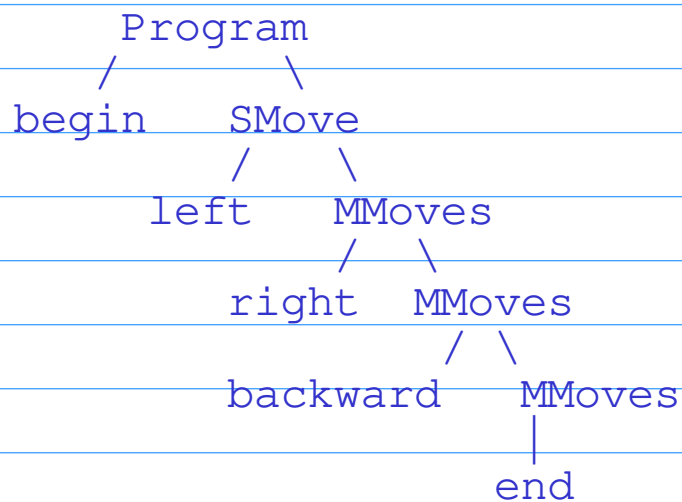 Program
begin SMove
left MMoves
right MMoves
backward MMoves
end